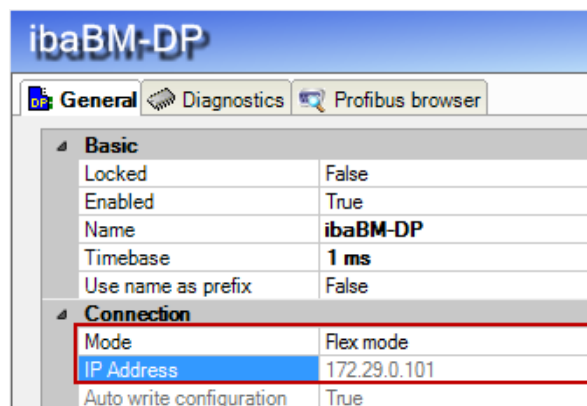 ibaBM-DP
General Diagnostics Profibus browser
Basic
Locked False
Enabled True
Name ibaBM-DP
Timebase 1 ms
Use name as prefix False
Connection
Mode Flex mode
IP Address 172.29.0.101
Auto write configuration True